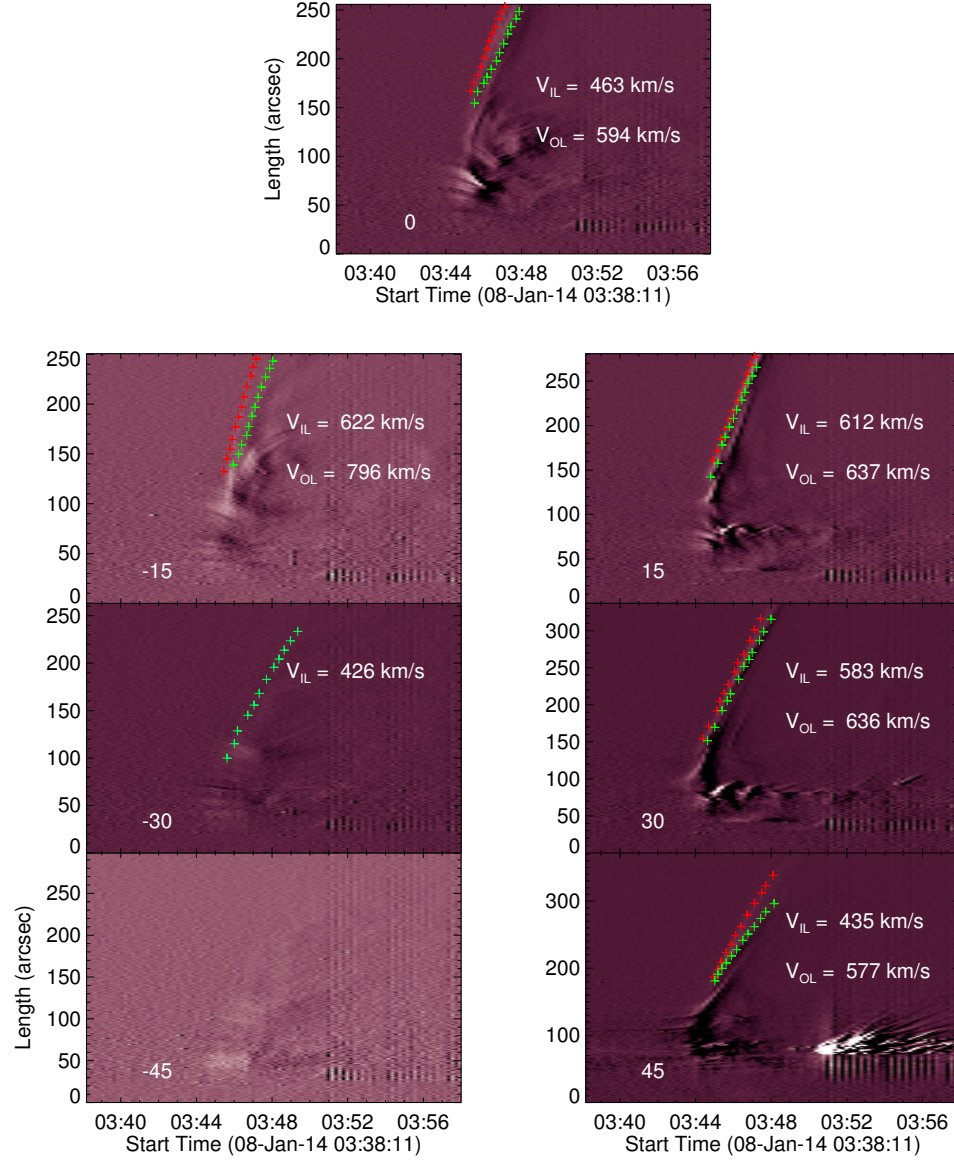 250
200
150
100
50
0
Length (arcsec)
V_IL = 463 km/s
V_OL = 594 km/s
0
03:40 03:44 03:48 03:52 03:56
Start Time (08-Jan-14 03:38:11)
250
200
150
100
50
0
V_IL = 622 km/s
V_OL = 796 km/s
-15
250
200
150
100
50
0
V_IL = 612 km/s
V_OL = 637 km/s
15
200
150
100
50
0
V_IL = 426 km/s
-30
300
250
200
150
100
50
0
V_IL = 583 km/s
V_OL = 636 km/s
30
250
200
150
100
50
0
Length (arcsec)
-45
03:40 03:44 03:48 03:52 03:56
Start Time (08-Jan-14 03:38:11)
300
200
100
0
V_IL = 435 km/s
V_OL = 577 km/s
45
03:40 03:44 03:48 03:52 03:56
Start Time (08-Jan-14 03:38:11)